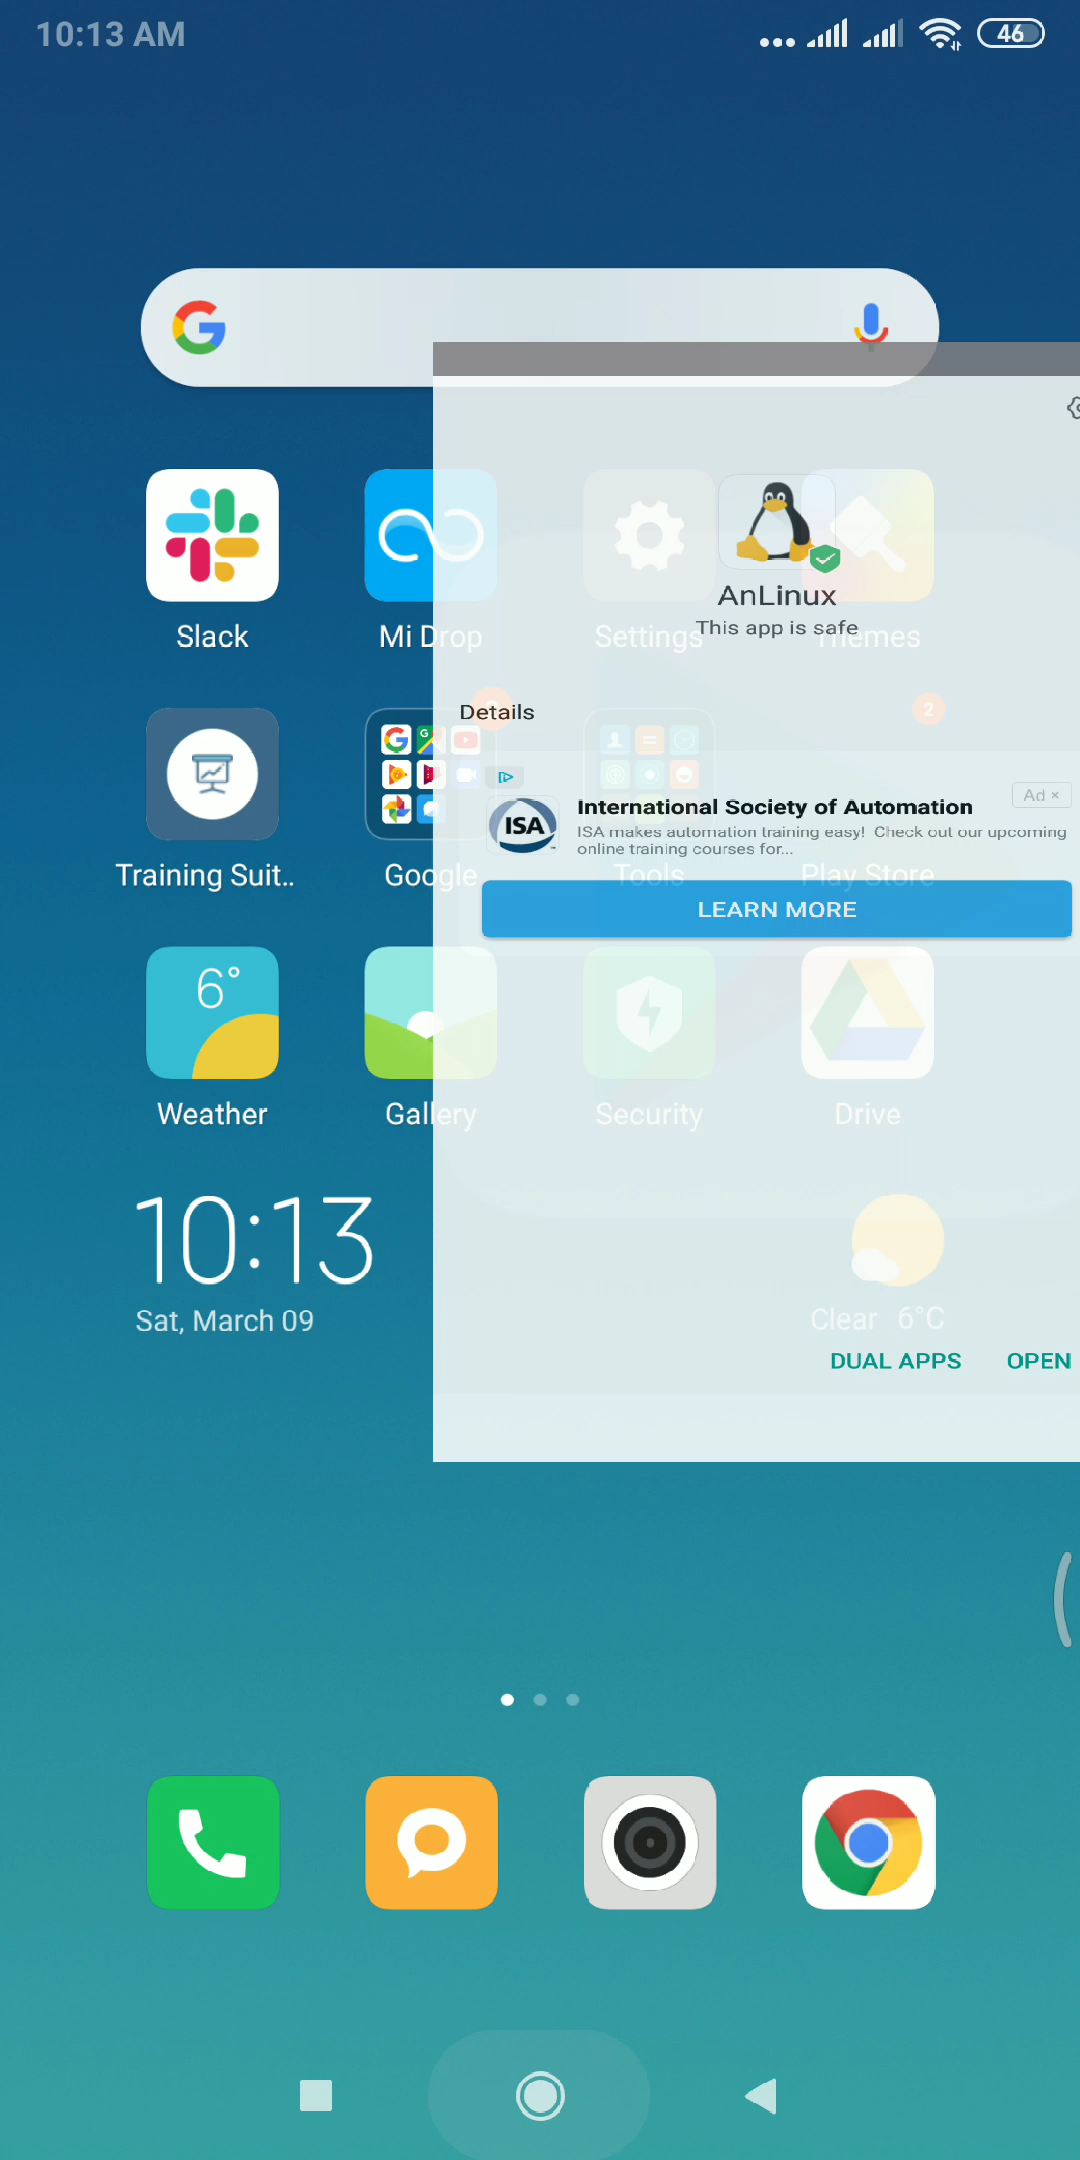 10:13 AM
46
Slack
Mi Drop
Settings
Themes
AnLinux
This app is safe
Details
2
Ad ×
International Society of Automation
ISA
ISA makes automation training easy! Check out our upcoming
online training courses for...
LEARN MORE
Training Suit..
Google
Tools
Play Store
6°
Weather
Gallery
Security
Drive
10:13
Sat, March 09
Clear 6°C
DUAL APPS
OPEN